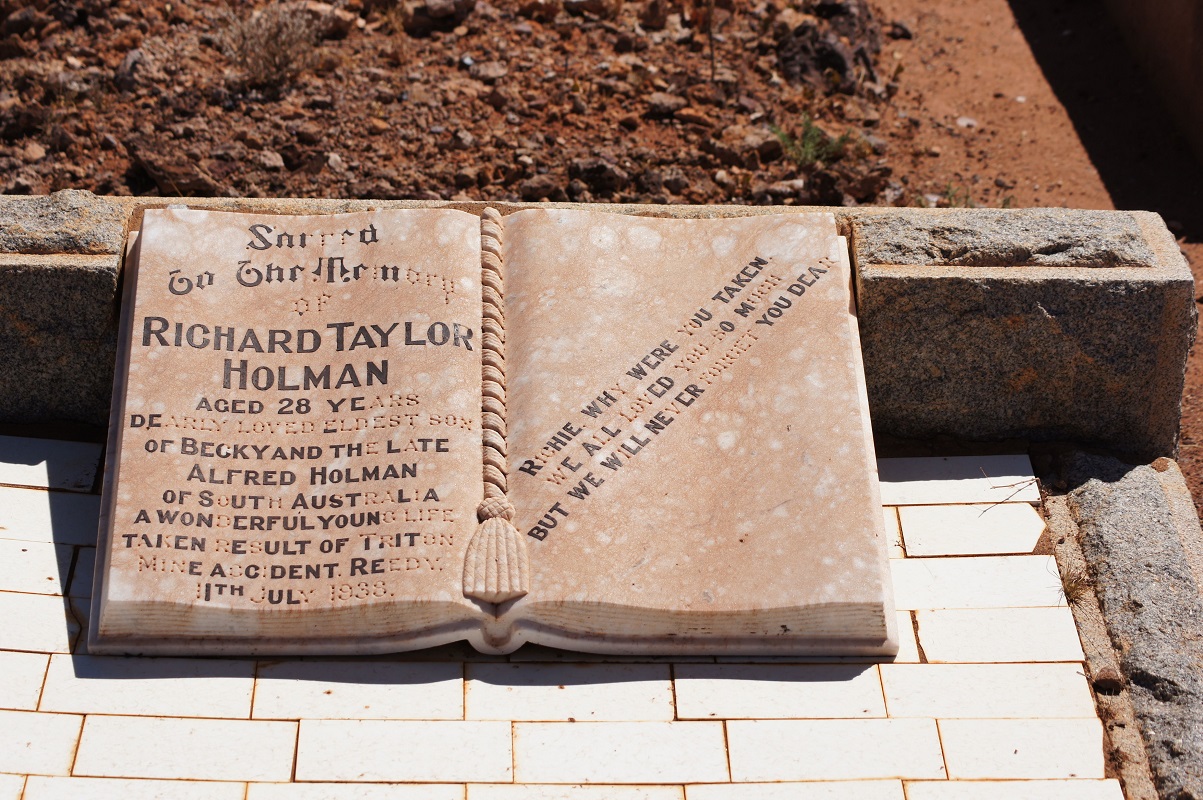 Sacred
To The Memory
of
RICHARD TAYLOR
HOLMAN
AGED 28 YEARS
DEARLY LOVED ELDEST SON
OF BECKY AND THE LATE
ALFRED HOLMAN
OF SOUTH AUSTRALIA
A WONDERFUL YOUNG LIFE
TAKEN RESULT OF TRITON
MINE ACCIDENT. REEDY.
11TH JULY 1938.
RICHIE. WHY WERE YOU TAKEN.
WE ALL LOVED YOU SO MUCH
BUT WE WILL NEVER FORGET YOU DEAR